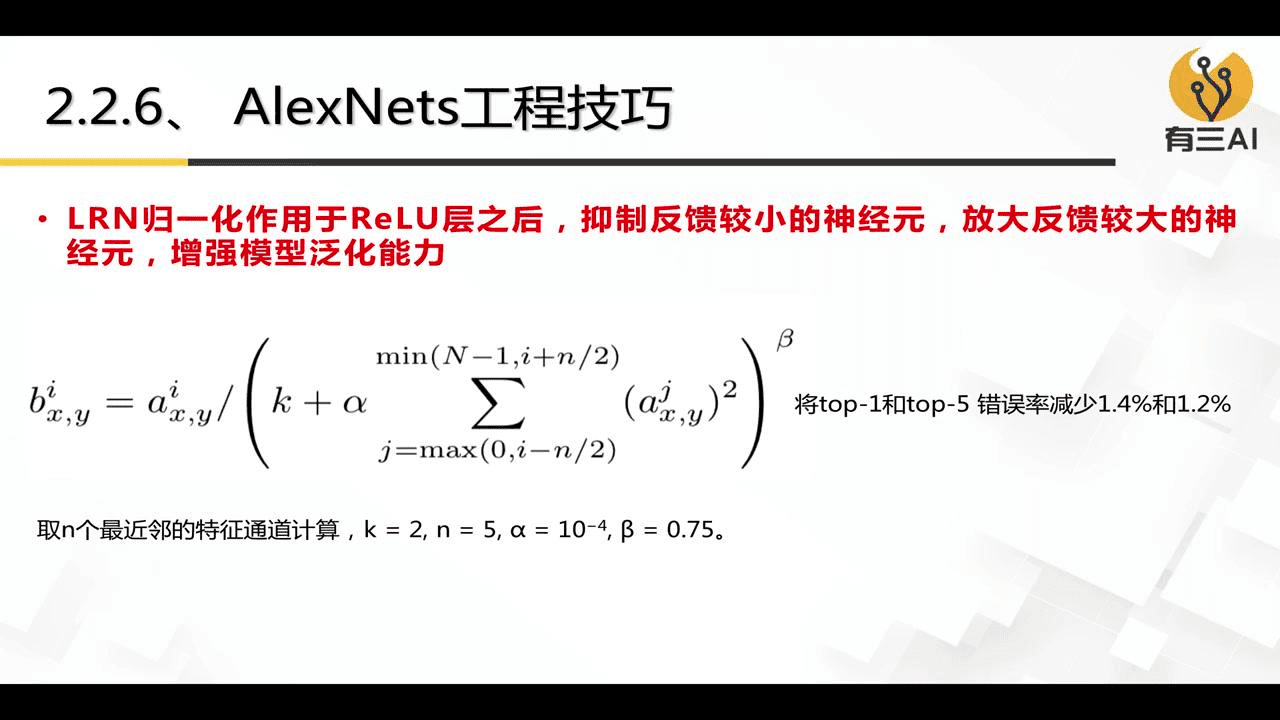 2.2.6、 AlexNets工程技巧
有三AI
• LRN归一化作用于ReLU层之后，抑制反馈较小的神经元，放大反馈较大的神
经元，增强模型泛化能力
b^i_{x,y} = a^i_{x,y} / ( k + α ∑_{j=max(0,i−n/2)}^{min(N−1,i+n/2)} (a^j_{x,y})^2 )^β
将top-1和top-5 错误率减少1.4%和1.2%
取n个最近邻的特征通道计算，k = 2, n = 5, α = 10⁻⁴, β = 0.75。